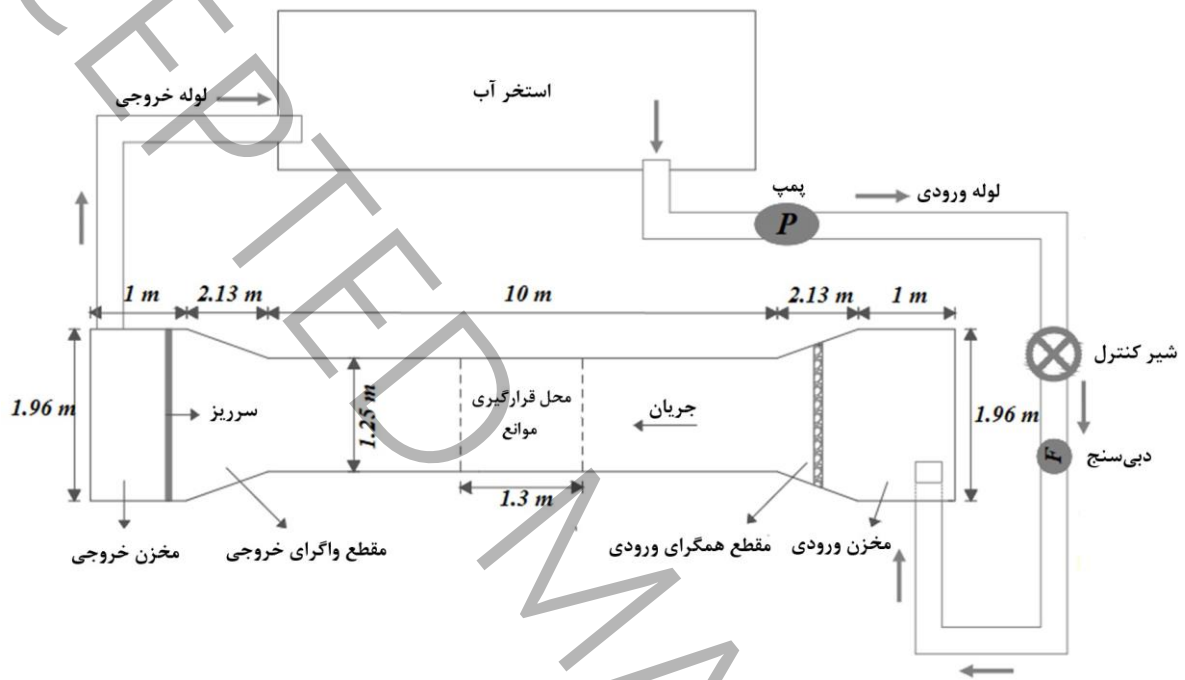 استخر آب
لوله خروجی
پمپ
P
لوله ورودی
1 m
2.13 m
10 m
2.13 m
1 m
شیر کنترل
1.96 m
سرریز
1.25 m
محل قرارگیری
موانع
جریان
1.96 m
دبی‌سنج
F
1.3 m
مخزن خروجی
مقطع واگرای خروجی
مقطع همگرای ورودی
مخزن ورودی
CEPTED MA